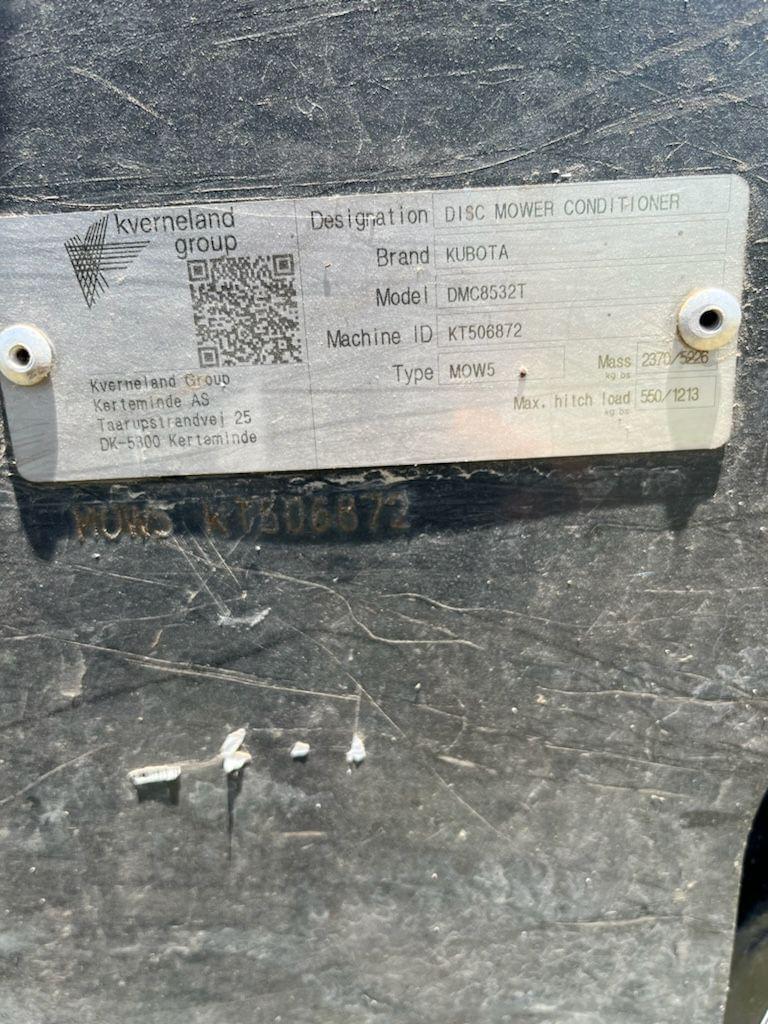 kverneland
group
Designation DISC MOWER CONDITIONER
Brand KUBOTA
Model DMC8532T
Machine ID KT506872
Type MOW5
Mass 2370/5226
kg lbs
Max. hitch load 550/1213
kg lbs
Kverneland Group
Kerteminde AS
Taarupstrandvej 25
DK-5300 Kerteminde
MOW5 KT506872